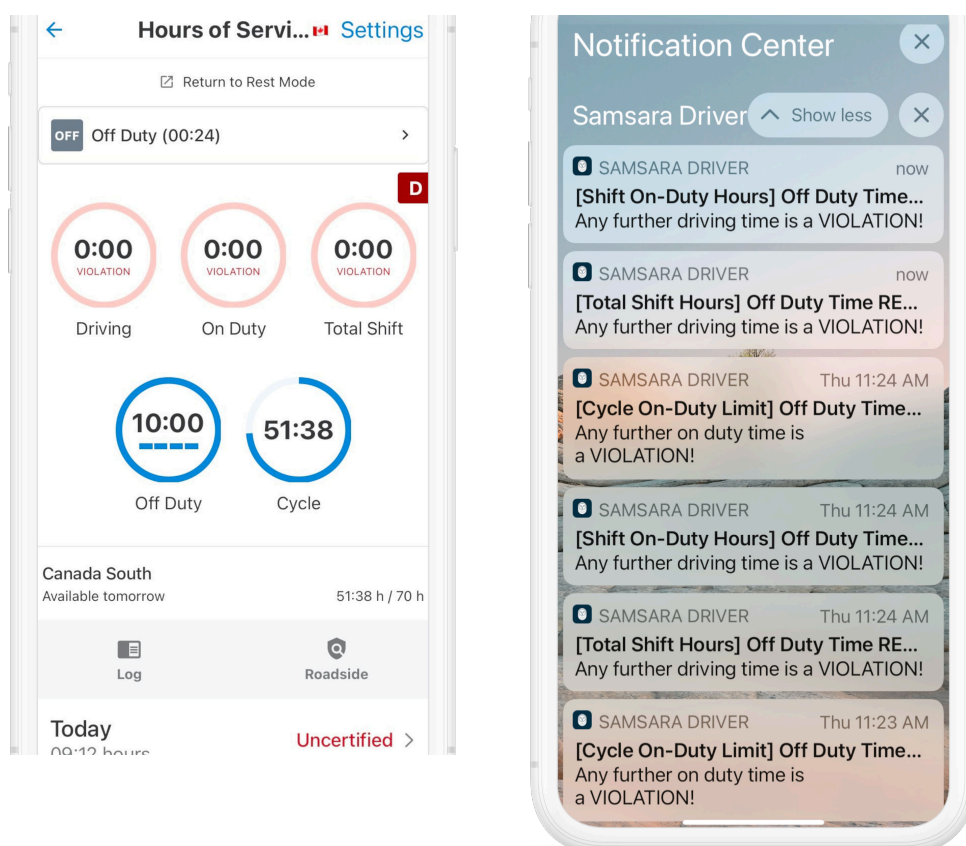 Hours of Servi... Settings
Return to Rest Mode
OFF Off Duty (00:24)
D
0:00 0:00 0:00
VIOLATION VIOLATION VIOLATION
Driving On Duty Total Shift
10:00 51:38
Off Duty Cycle
Canada South
Available tomorrow 51:38 h / 70 h
Log Roadside
Today
Uncertified
09:12 hours
Notification Center
Samsara Driver Show less
SAMSARA DRIVER now
[Shift On-Duty Hours] Off Duty Time...
Any further driving time is a VIOLATION!
SAMSARA DRIVER now
[Total Shift Hours] Off Duty Time RE...
Any further driving time is a VIOLATION!
SAMSARA DRIVER Thu 11:24 AM
[Cycle On-Duty Limit] Off Duty Time...
Any further on duty time is
a VIOLATION!
SAMSARA DRIVER Thu 11:24 AM
[Shift On-Duty Hours] Off Duty Time...
Any further driving time is a VIOLATION!
SAMSARA DRIVER Thu 11:24 AM
[Total Shift Hours] Off Duty Time RE...
Any further driving time is a VIOLATION!
SAMSARA DRIVER Thu 11:23 AM
[Cycle On-Duty Limit] Off Duty Time...
Any further on duty time is
a VIOLATION!